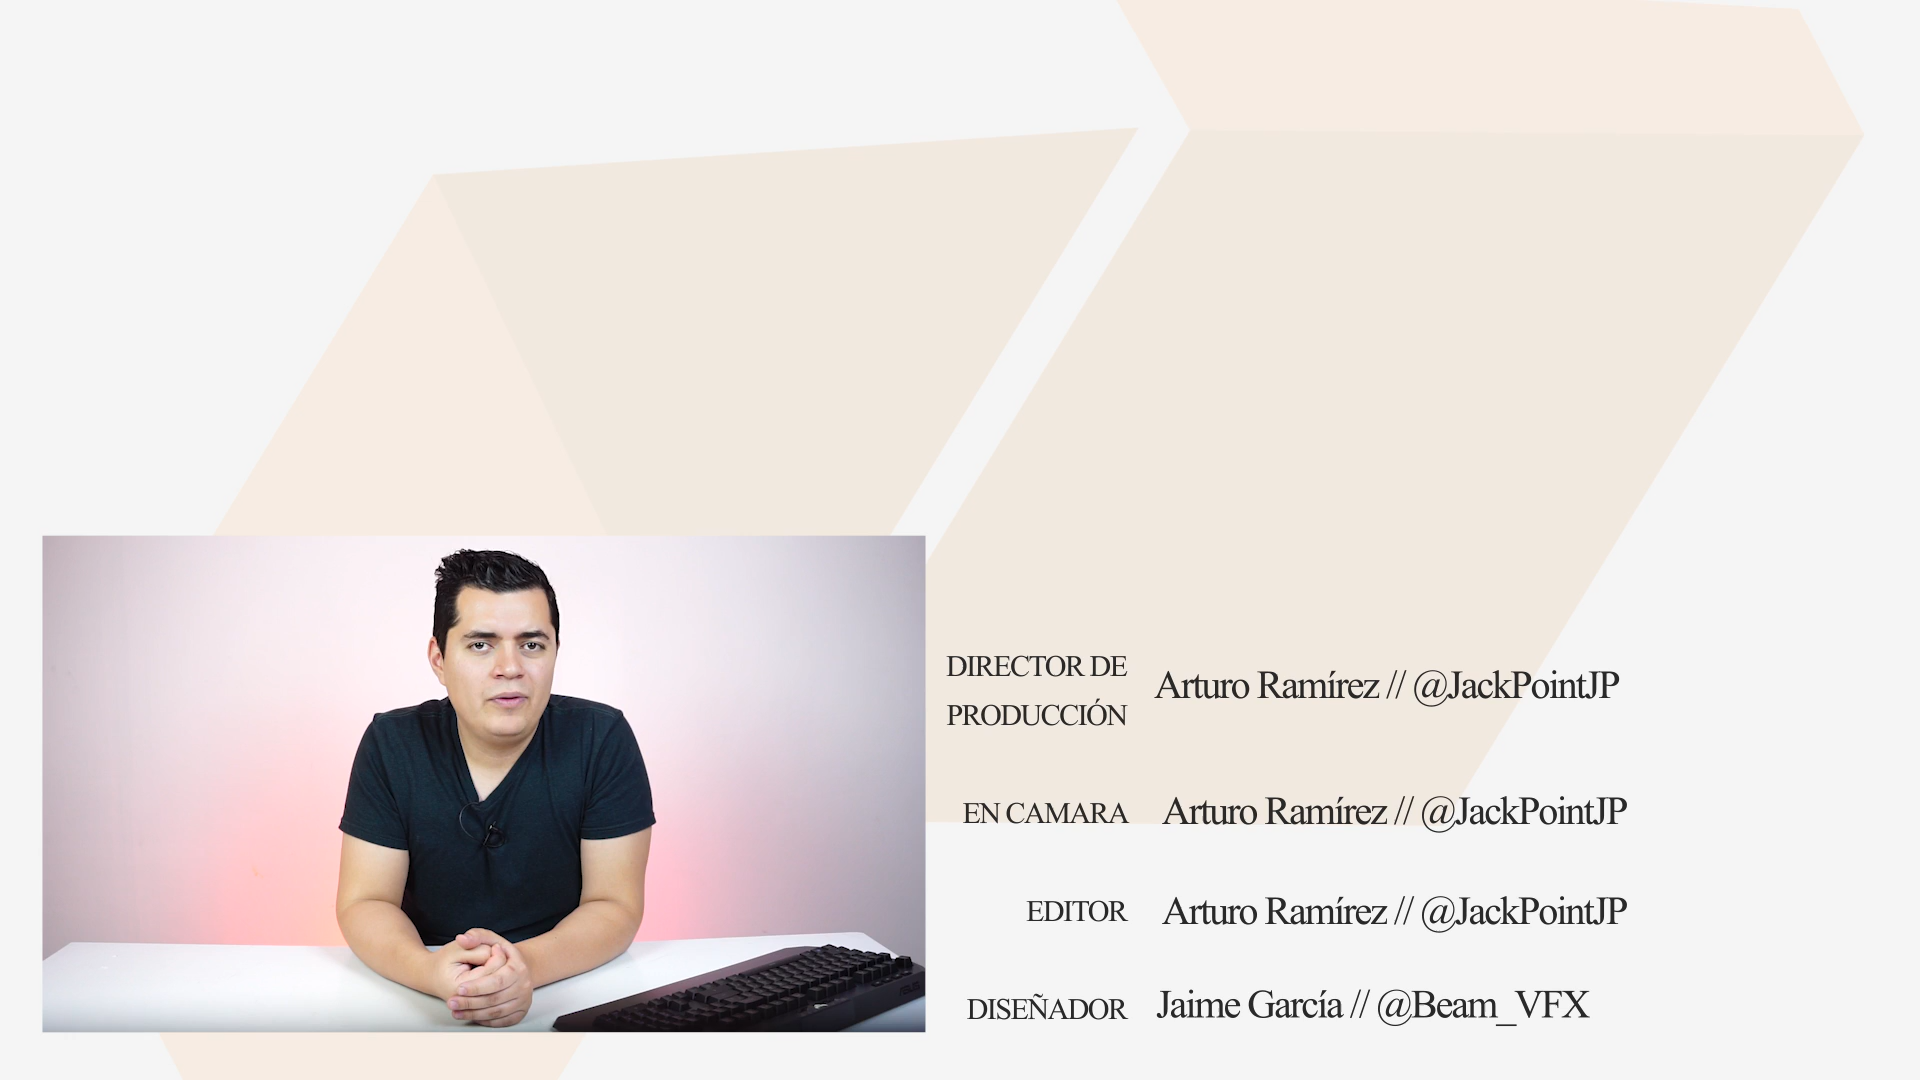 DIRECTOR DE
PRODUCCIÓN
Arturo Ramírez // @JackPointJP
EN CAMARA
Arturo Ramírez // @JackPointJP
EDITOR
Arturo Ramírez // @JackPointJP
DISEÑADOR
Jaime García // @Beam_VFX